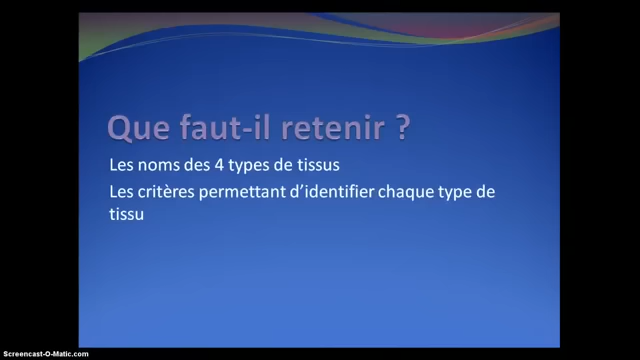 Que faut-il retenir ?
Les noms des 4 types de tissus
Les critères permettant d'identifier chaque type de
tissu
Screencast-O-Matic.com